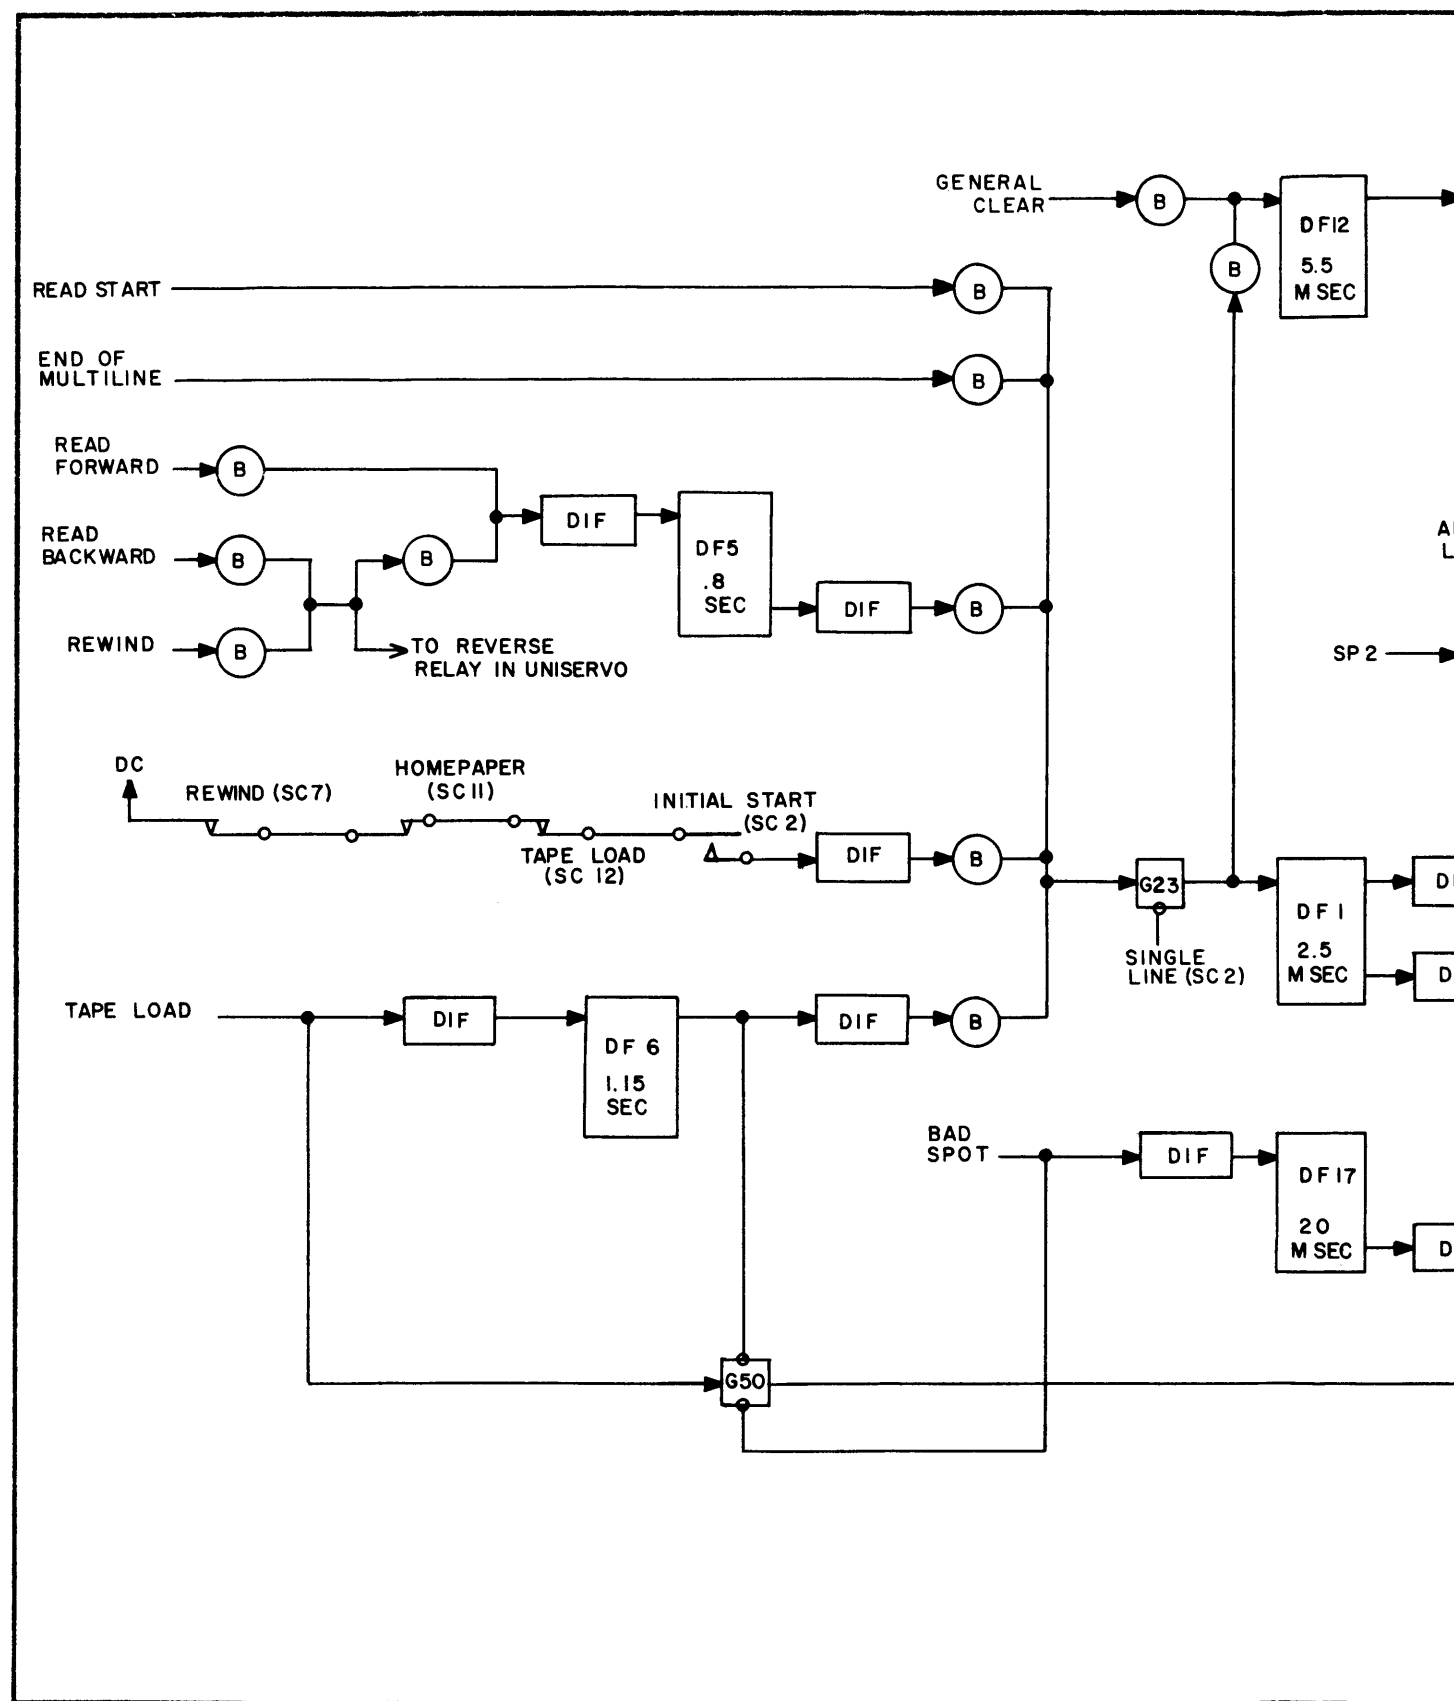 GENERAL
CLEAR
B
DF12
5.5
M SEC
B
READ START
B
END OF
MULTILINE
B
READ
FORWARD
B
DIF
DF5
.8
SEC
READ
BACKWARD
B
B
DIF
B
REWIND
B
TO REVERSE
RELAY IN UNISERVO
SP 2
DC
REWIND (SC7)
HOMEPAPER
(SC11)
TAPE LOAD
(SC 12)
INITIAL START
(SC 2)
DIF
B
G23
SINGLE
LINE (SC 2)
DF1
2.5
M SEC
D
D
TAPE LOAD
DIF
DF 6
1.15
SEC
DIF
B
BAD
SPOT
DIF
DF17
20
M SEC
D
G50